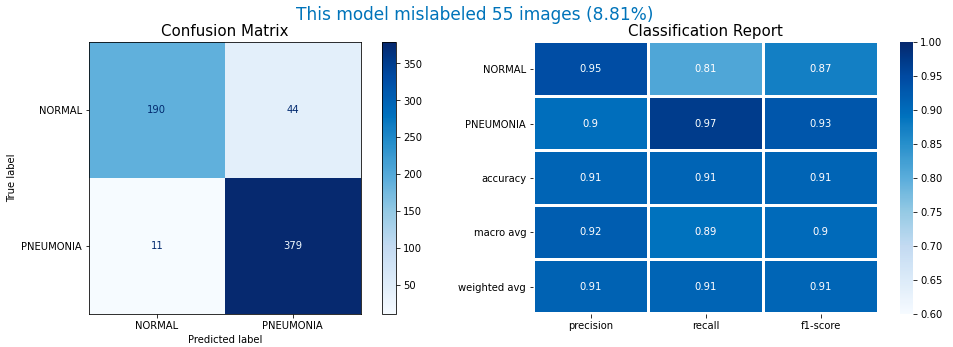 This model mislabeled 55 images (8.81%)
Confusion Matrix
True label
NORMAL 190 44
PNEUMONIA 11 379
NORMAL PNEUMONIA
Predicted label
350
300
250
200
150
100
50
Classification Report
NORMAL 0.95 0.81 0.87
PNEUMONIA 0.9 0.97 0.93
accuracy 0.91 0.91 0.91
macro avg 0.92 0.89 0.9
weighted avg 0.91 0.91 0.91
precision recall f1-score
1.00
0.95
0.90
0.85
0.80
0.75
0.70
0.65
0.60